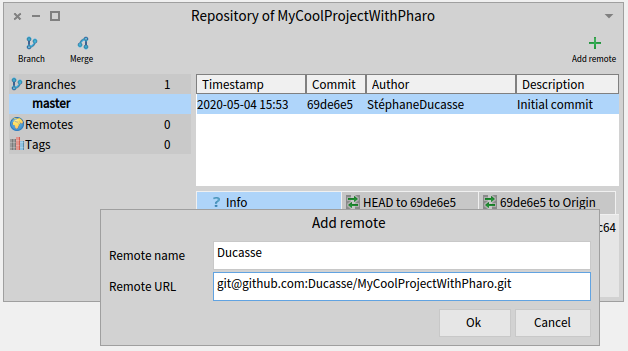 Repository of MyCoolProjectWithPharo
Branch Merge Add remote
Branches 1
master
Remotes 0
Tags 0
Timestamp Commit Author Description
2020-05-04 15:53 69de6e5 StéphaneDucasse Initial commit
? Info HEAD to 69de6e5 69de6e5 to Origin
c64
Add remote
Remote name Ducasse
Remote URL git@github.com:Ducasse/MyCoolProjectWithPharo.git
Ok Cancel